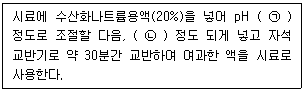 시료에 수산화나트륨용액(20%)을 넣어 pH ( ㉠ )
정도로 조절할 다음, ( ㉡ ) 정도 되게 넣고 자석
교반기로 약 30분간 교반하여 여과한 액을 시료로
사용한다.